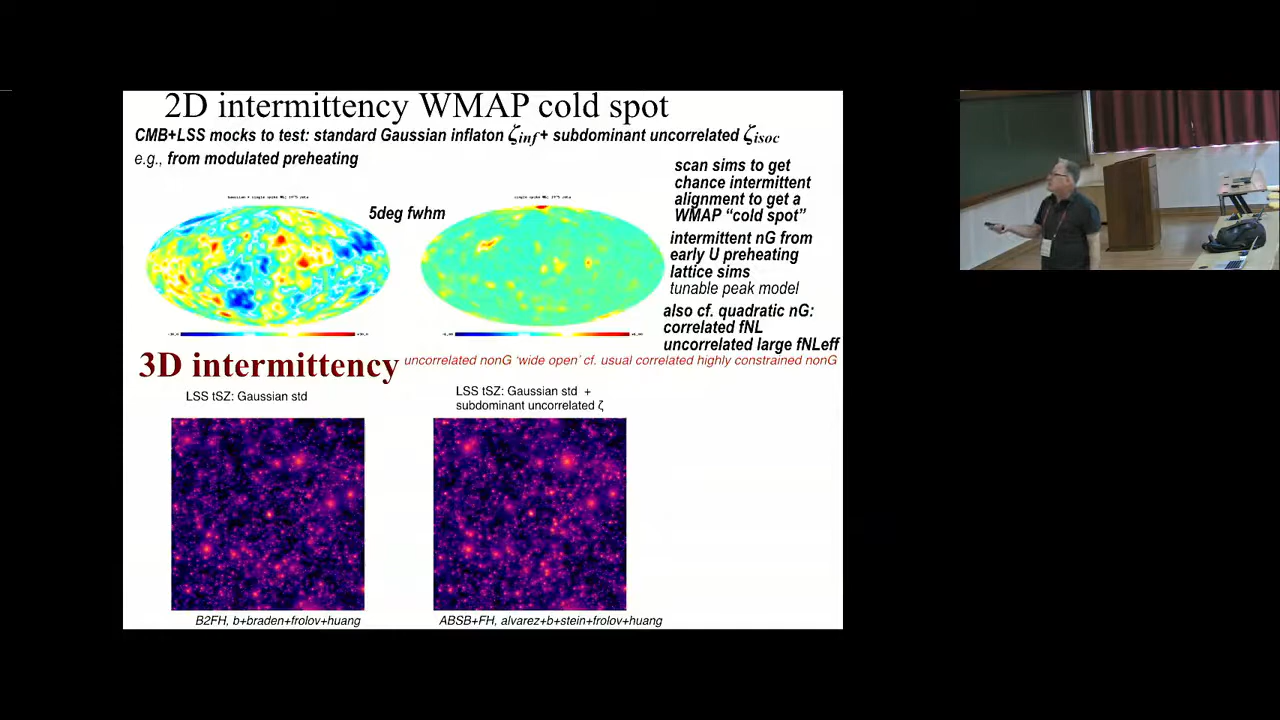 2D intermittency WMAP cold spot
CMB+LSS mocks to test: standard Gaussian inflaton ζinf + subdominant uncorrelated ζisoc
e.g., from modulated preheating
5deg fwhm
scan sims to get
chance intermittent
alignment to get a
WMAP “cold spot”
intermittent nG from
early U preheating
lattice sims
tunable peak model
also cf. quadratic nG:
correlated fNL
uncorrelated large fNLeff
3D intermittency
uncorrelated nonG ‘wide open’ cf. usual correlated highly constrained nonG
LSS tSZ: Gaussian std
LSS tSZ: Gaussian std +
subdominant uncorrelated ζ
B2FH, b+braden+frolov+huang
ABSB+FH, alvarez+b+stein+frolov+huang